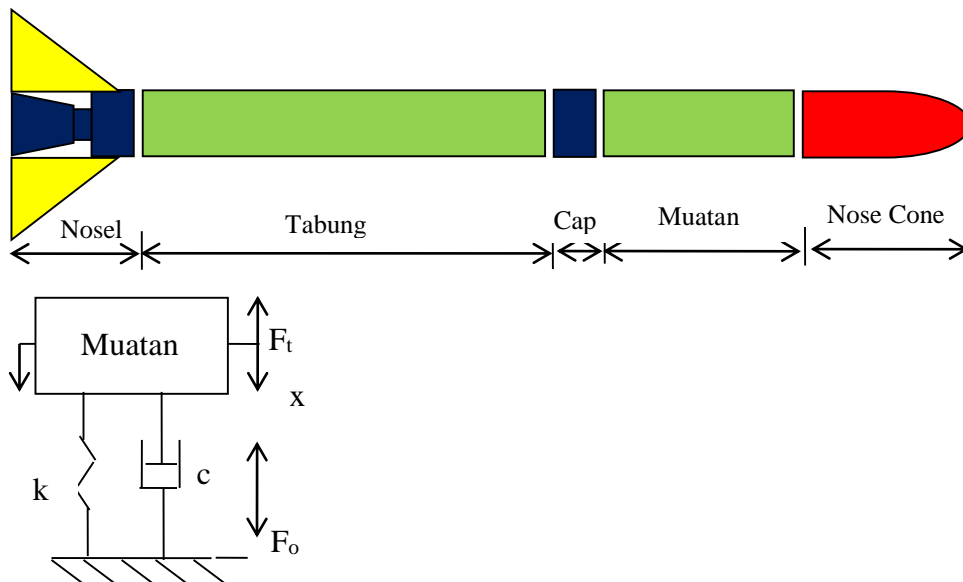 Nosel Tabung Cap Muatan Nose Cone
Muatan Fₜ
x
k c
Fₒ